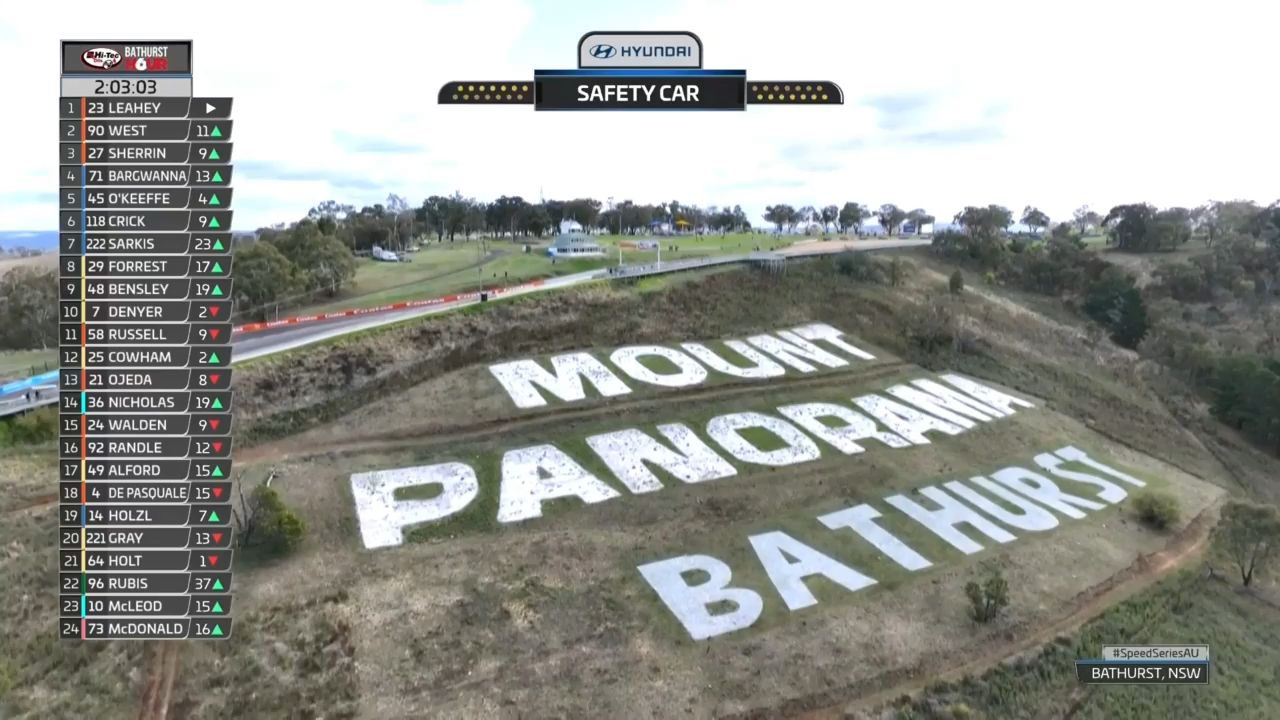 Hi-Tec
BATHURST
6 HOUR
2:03:03
1 23 LEAHEY
2 90 WEST 11
3 27 SHERRIN 9
4 71 BARGWANNA 13
5 45 O'KEEFFE 4
6 118 CRICK 9
7 222 SARKIS 23
8 29 FORREST 17
9 48 BENSLEY 19
10 7 DENYER 2
11 58 RUSSELL 9
12 25 COWHAM 2
13 21 OJEDA 8
14 36 NICHOLAS 19
15 24 WALDEN 9
16 92 RANDLE 12
17 49 ALFORD 15
18 4 DE PASQUALE 15
19 14 HOLZL 7
20 221 GRAY 13
21 64 HOLT 1
22 96 RUBIS 37
23 10 McLEOD 15
24 73 McDONALD 16
HYUNDAI
SAFETY CAR
MOUNT
PANORAMA
BATHURST
#SpeedSeriesAU
BATHURST, NSW